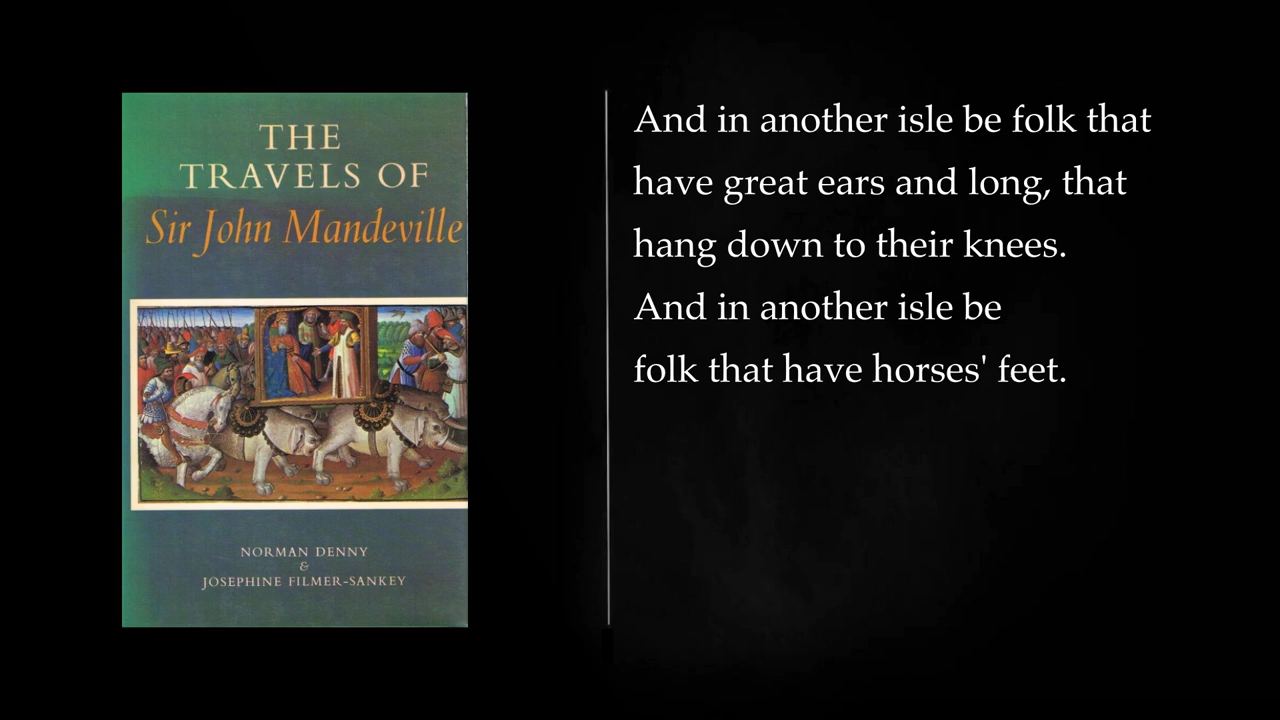 THE
TRAVELS OF
Sir John Mandeville
NORMAN DENNY
&
JOSEPHINE FILMER-SANKEY
And in another isle be folk that
have great ears and long, that
hang down to their knees.
And in another isle be
folk that have horses' feet.